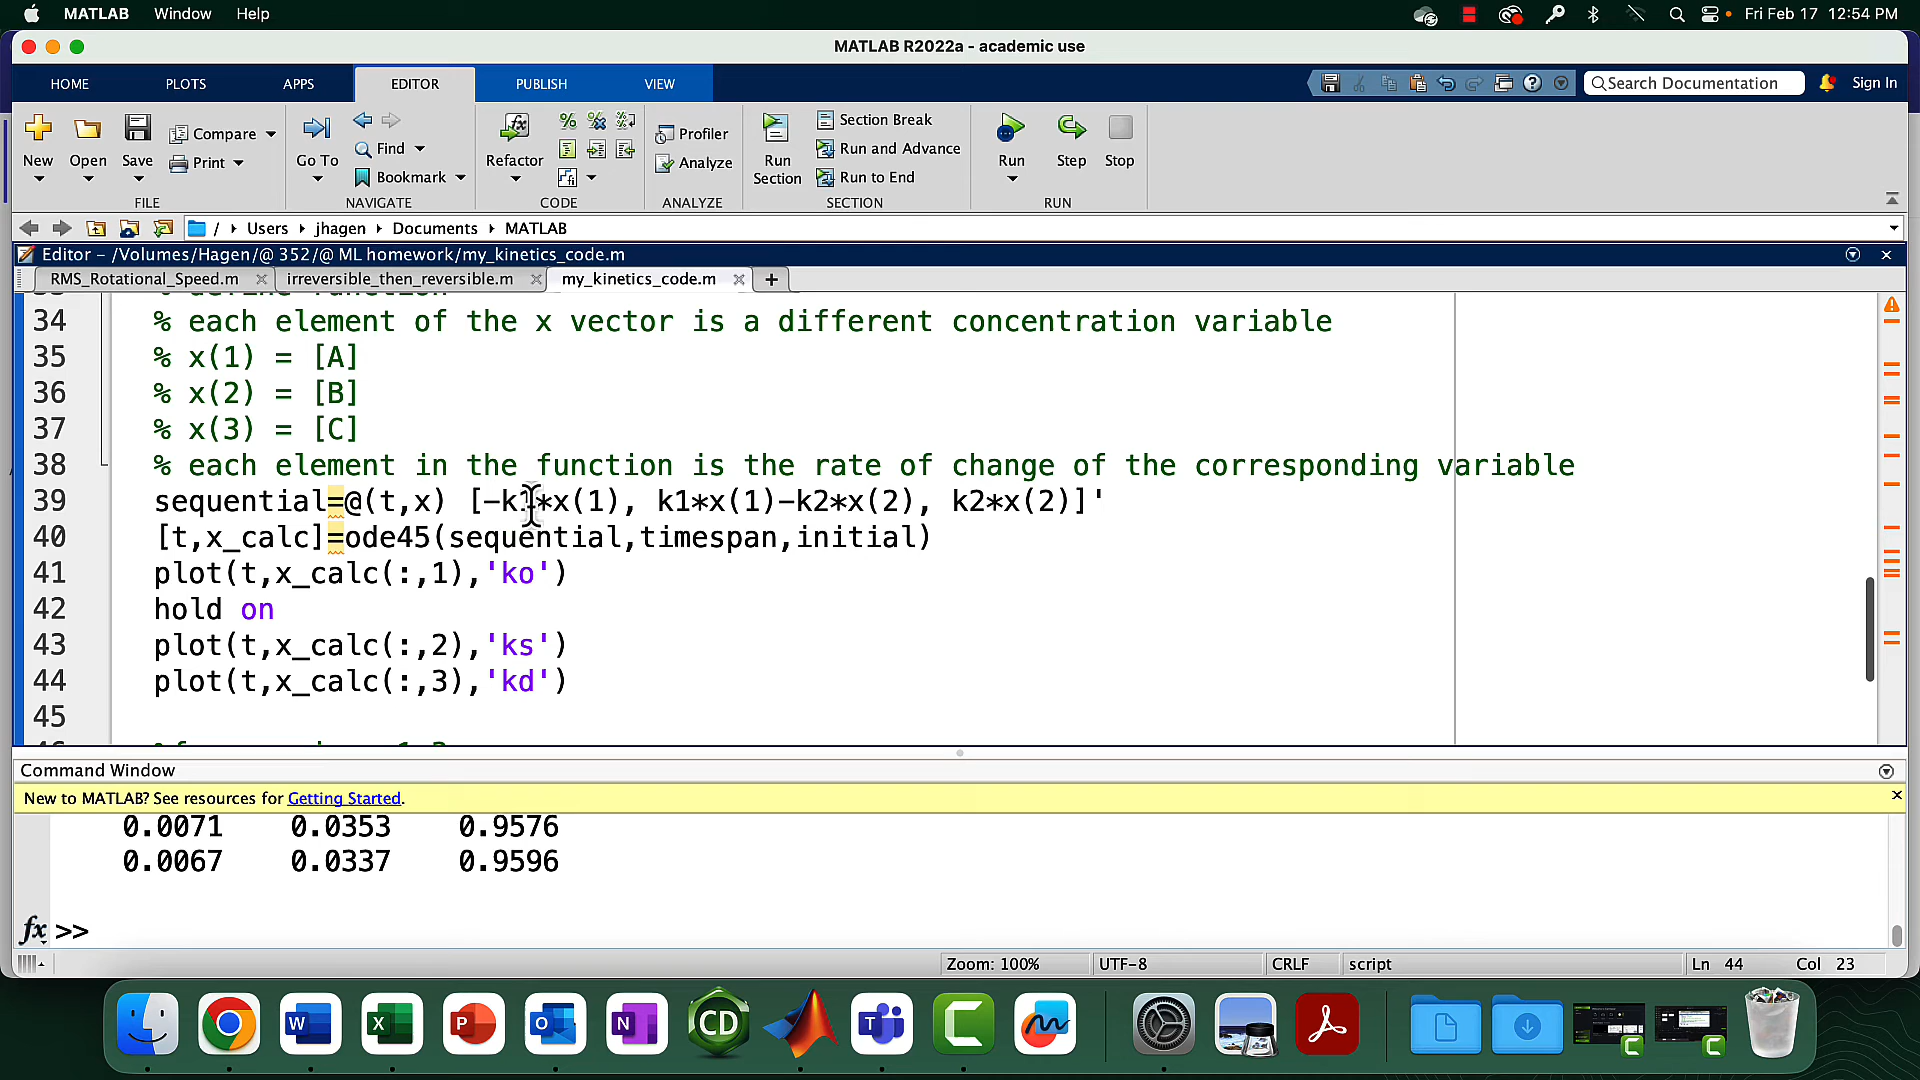 MATLAB Window Help Fri Feb 17 12:54 PM
MATLAB R2022a - academic use
HOME PLOTS APPS EDITOR PUBLISH VIEW Search Documentation Sign In
New Open Save Compare Print Go To Find Bookmark Refactor Profiler Analyze Run Section Section Break Run and Advance Run to End Run Step Stop
FILE NAVIGATE CODE ANALYZE SECTION RUN
/ Users jhagen Documents MATLAB
Editor - /Volumes/Hagen/@ 352/@ ML homework/my_kinetics_code.m
RMS_Rotational_Speed.m irreversible_then_reversible.m my_kinetics_code.m
34 % each element of the x vector is a different concentration variable
35 % x(1) = [A]
36 % x(2) = [B]
37 % x(3) = [C]
38 % each element in the function is the rate of change of the corresponding variable
39 sequential=@(t,x) [-k1*x(1), k1*x(1)-k2*x(2), k2*x(2)]'
40 [t,x_calc]=ode45(sequential,timespan,initial)
41 plot(t,x_calc(:,1),'ko')
42 hold on
43 plot(t,x_calc(:,2),'ks')
44 plot(t,x_calc(:,3),'kd')
45
Command Window
New to MATLAB? See resources for Getting Started.
0.0071 0.0353 0.9576
0.0067 0.0337 0.9596
fx >>
Zoom: 100% UTF-8 CRLF script Ln 44 Col 23
W X P O N CD T C